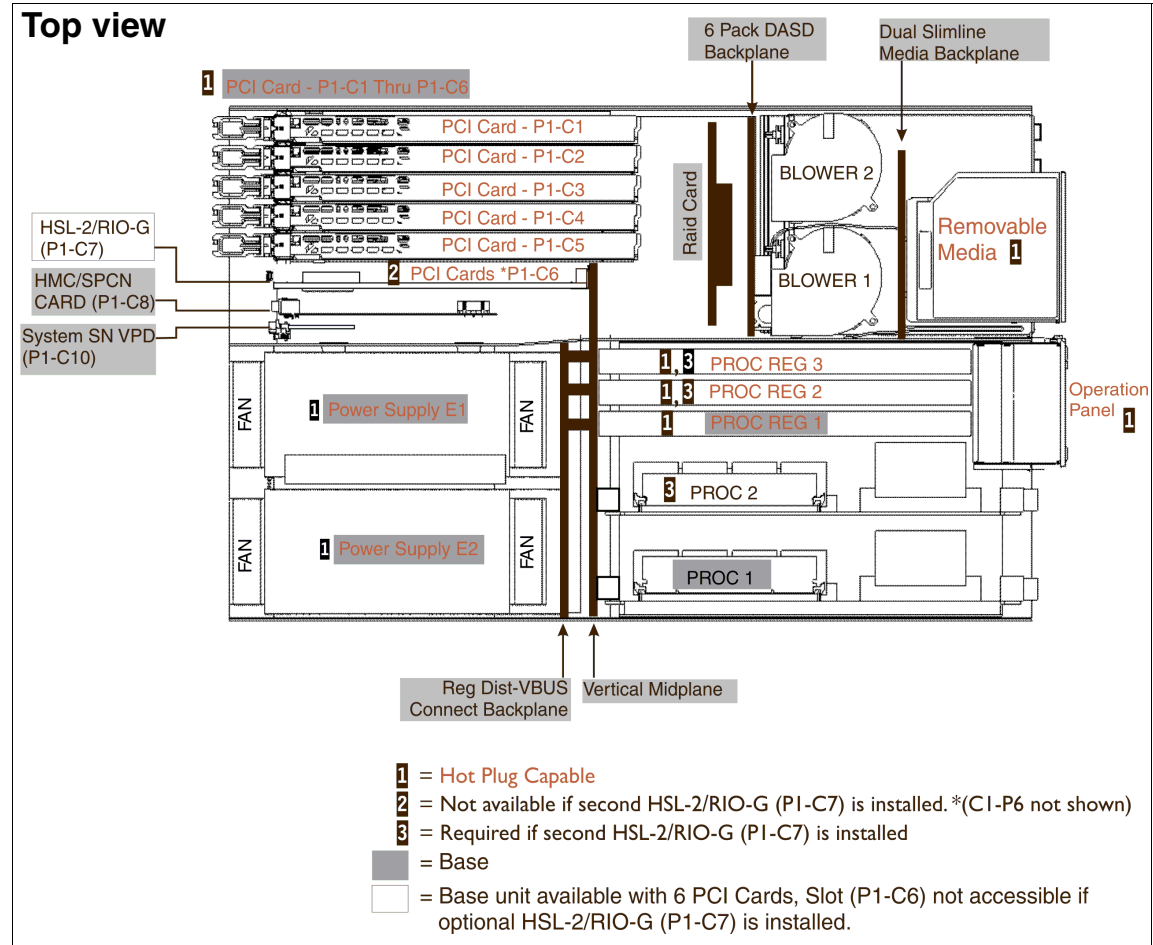 Top view
6 Pack DASD
Backplane
Dual Slimline
Media Backplane
1 PCI Card - P1-C1 Thru P1-C6
PCI Card - P1-C1
PCI Card - P1-C2
PCI Card - P1-C3
PCI Card - P1-C4
PCI Card - P1-C5
2 PCI Cards *P1-C6
Raid Card
BLOWER 2
BLOWER 1
Removable
Media 1
HSL-2/RIO-G
(P1-C7)
HMC/SPCN
CARD (P1-C8)
System SN VPD
(P1-C10)
1,3 PROC REG 3
1,3 PROC REG 2
1 PROC REG 1
Operation
Panel 1
FAN
1 Power Supply E1
FAN
3 PROC 2
FAN
1 Power Supply E2
FAN
PROC 1
Reg Dist-VBUS
Connect Backplane
Vertical Midplane
1 = Hot Plug Capable
2 = Not available if second HSL-2/RIO-G (P1-C7) is installed. *(C1-P6 not shown)
3 = Required if second HSL-2/RIO-G (P1-C7) is installed
= Base
= Base unit available with 6 PCI Cards, Slot (P1-C6) not accessible if
optional HSL-2/RIO-G (P1-C7) is installed.